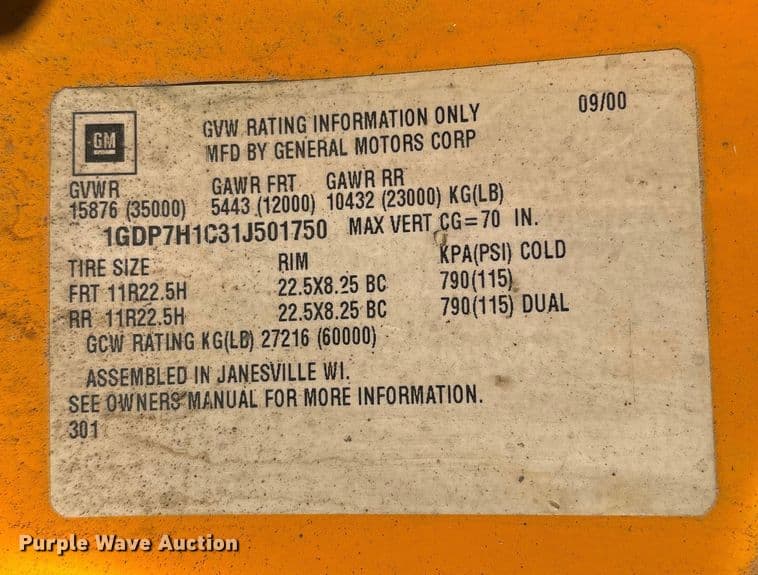 09/00
GM
GVW RATING INFORMATION ONLY
MFD BY GENERAL MOTORS CORP
GVWR GAWR FRT GAWR RR
15876 (35000) 5443 (12000) 10432 (23000) KG(LB)
1GDP7H1C31J501750 MAX VERT CG=70 IN.
TIRE SIZE RIM KPA(PSI) COLD
FRT 11R22.5H 22.5X8.25 BC 790(115)
RR 11R22.5H 22.5X8.25 BC 790(115) DUAL
GCW RATING KG(LB) 27216 (60000)
ASSEMBLED IN JANESVILLE WI.
SEE OWNERS MANUAL FOR MORE INFORMATION.
301
Purple Wave Auction